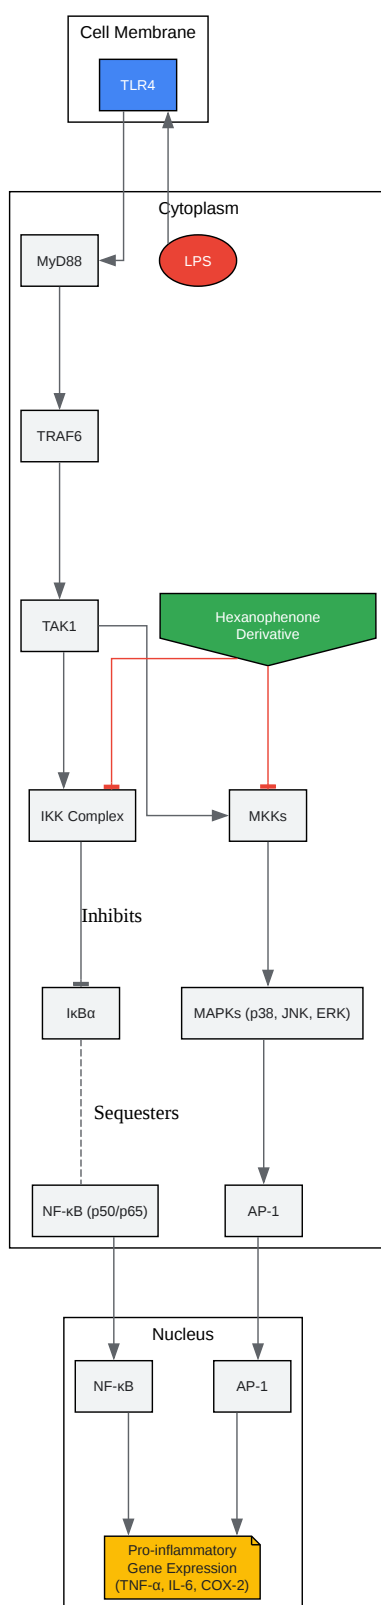 Cell Membrane
TLR4
Cytoplasm
MyD88
LPS
TRAF6
TAK1
Hexanophenone
Derivative
IKK Complex
MKKs
Inhibits
IκBα
MAPKs (p38, JNK, ERK)
Sequesters
NF-κB (p50/p65)
AP-1
Nucleus
NF-κB
AP-1
Pro-inflammatory
Gene Expression
(TNF-α, IL-6, COX-2)